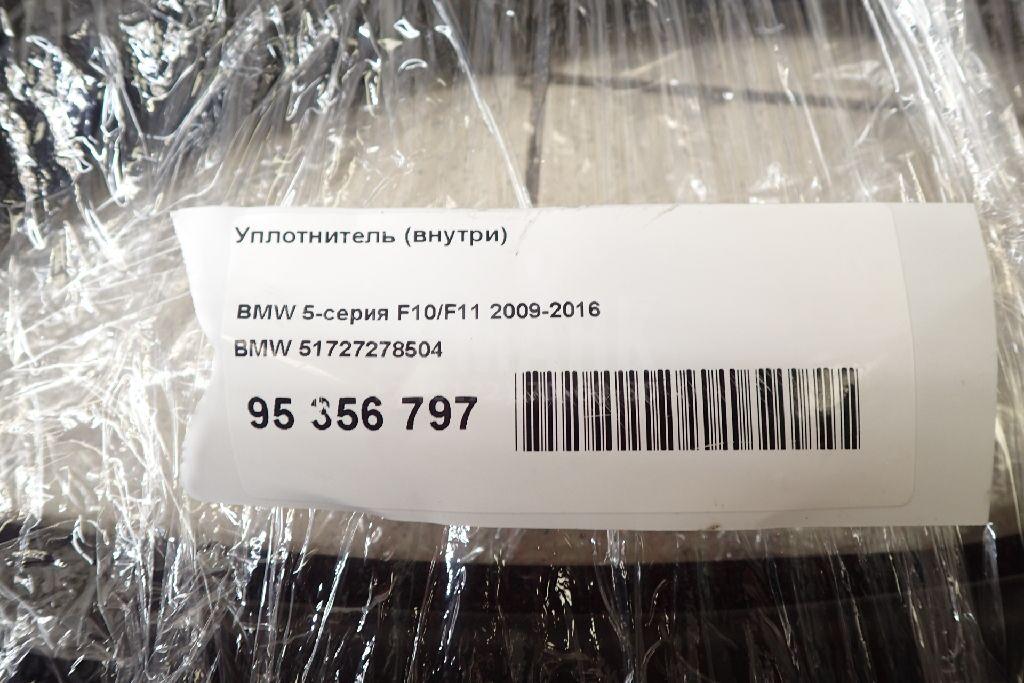 Уплотнитель (внутри)
BMW 5-серия F10/F11 2009-2016
BMW 51727278504
95 356 797